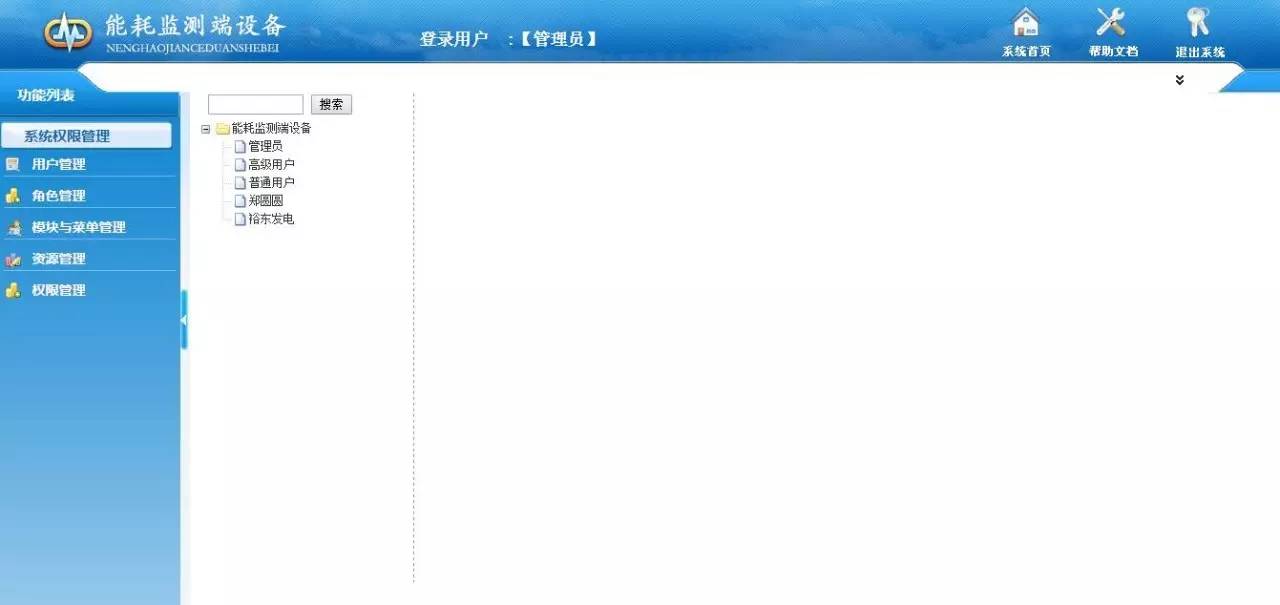 能耗监测端设备
NENGHAOJIANCEDUANSHEBEI
登录用户 :【管理员】
系统首页
帮助文档
退出系统
功能列表
系统权限管理
用户管理
角色管理
模块与菜单管理
资源管理
权限管理
搜索
能耗监测端设备
管理员
高级用户
普通用户
郑圆圆
裕东发电